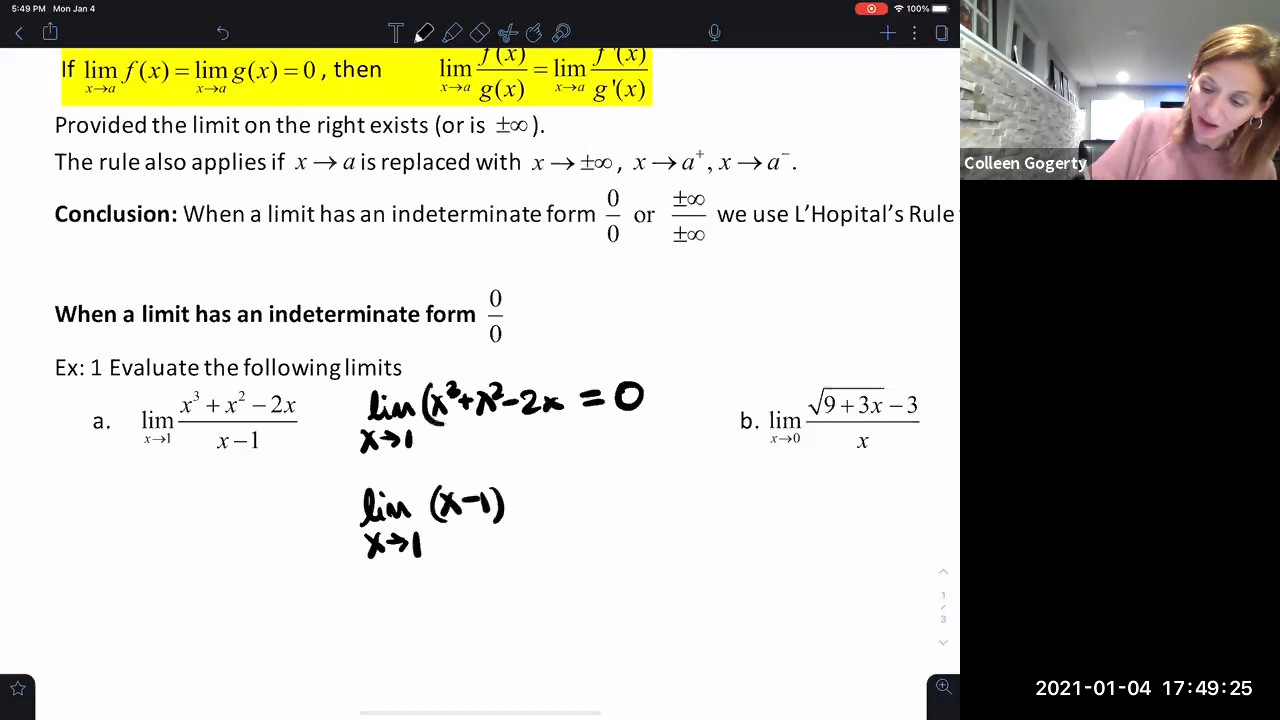 5:49 PM Mon Jan 4
100%
If lim x→a f(x) = lim x→a g(x) = 0, then lim x→a f(x)/g(x) = lim x→a f'(x)/g'(x)
Provided the limit on the right exists (or is ±∞).
The rule also applies if x → a is replaced with x → ±∞, x → a⁺, x → a⁻.
Conclusion: When a limit has an indeterminate form 0/0 or ±∞/±∞ we use L'Hopital's Rule
When a limit has an indeterminate form 0/0
Ex: 1 Evaluate the following limits
a. lim x→1 (x³ + x² − 2x)/(x − 1)
lim x→1 (x³+x²-2x = 0
b. lim x→0 (√(9 + 3x) − 3)/x
lim x→1 (x-1)
1 / 3
Colleen Gogerty
2021-01-04 17:49:25